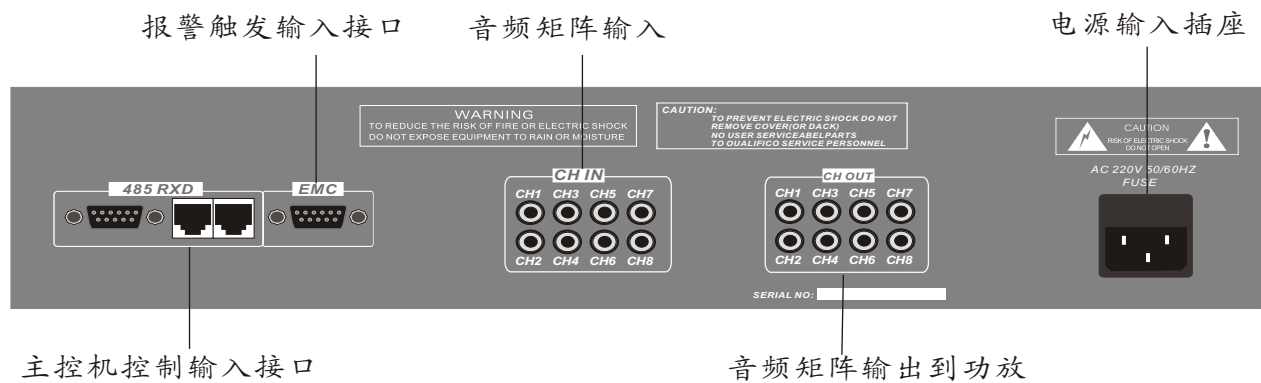 报警触发输入接口
音频矩阵输入
电源输入插座
WARNING
TO REDUCE THE RISK OF FIRE OR ELECTRIC SHOCK
DO NOT EXPOSE EQUIPMENT TO RAIN OR MOISTURE
CAUTION:
TO PREVENT ELECTRIC SHOCK DO NOT
REMOVE COVER(OR DACK)
NO USER SERVICEABELPARTS
TO OUALIFICO SERVICE PERSONNEL
CAUTION
RISK OF ELECTRIC SHOCK
DO NOT OPEN
AC 220V 50/60HZ
FUSE
485 RXD
EMC
CH IN
CH1 CH3 CH5 CH7
CH2 CH4 CH6 CH8
CH OUT
CH1 CH3 CH5 CH7
CH2 CH4 CH6 CH8
SERIAL NO:
主控机控制输入接口
音频矩阵输出到功放